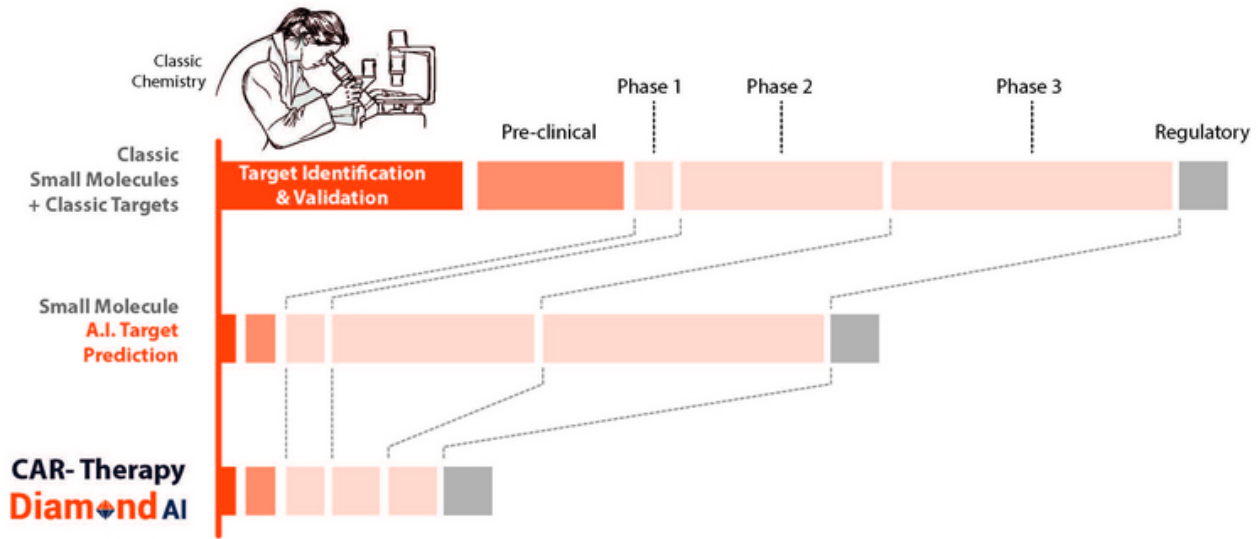 Classic
Chemistry
Phase 1
Phase 2
Phase 3
Pre-clinical
Regulatory
Classic
Small Molecules
+ Classic Targets
Target Identification
& Validation
Small Molecule
A.I. Target
Prediction
CAR- Therapy
Diamond AI